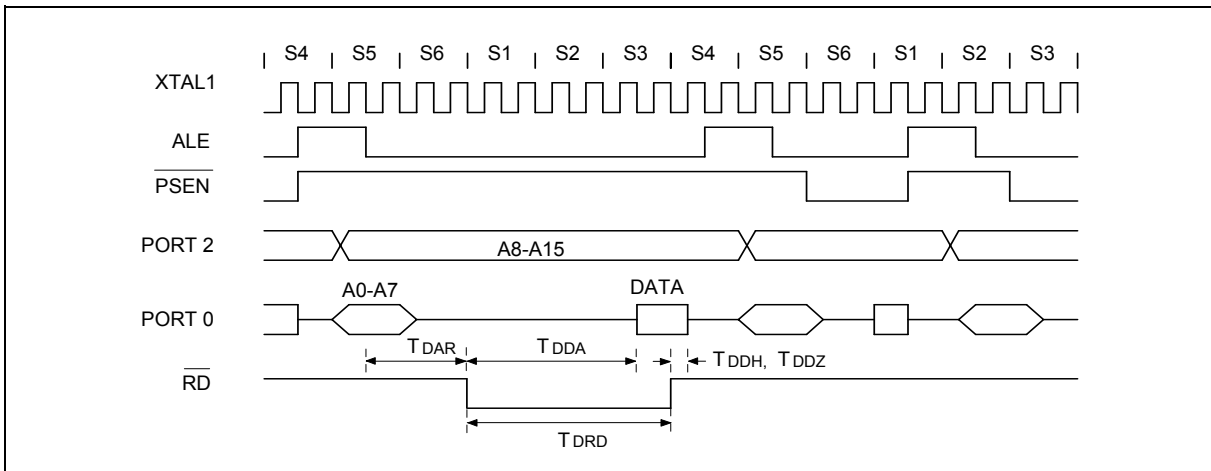 S4 S5 S6 S1 S2 S3 S4 S5 S6 S1 S2 S3
XTAL1
ALE
PSEN
PORT 2
A8-A15
A0-A7
DATA
PORT 0
TDAR
TDDA
TDDH, TDDZ
RD
TDRD